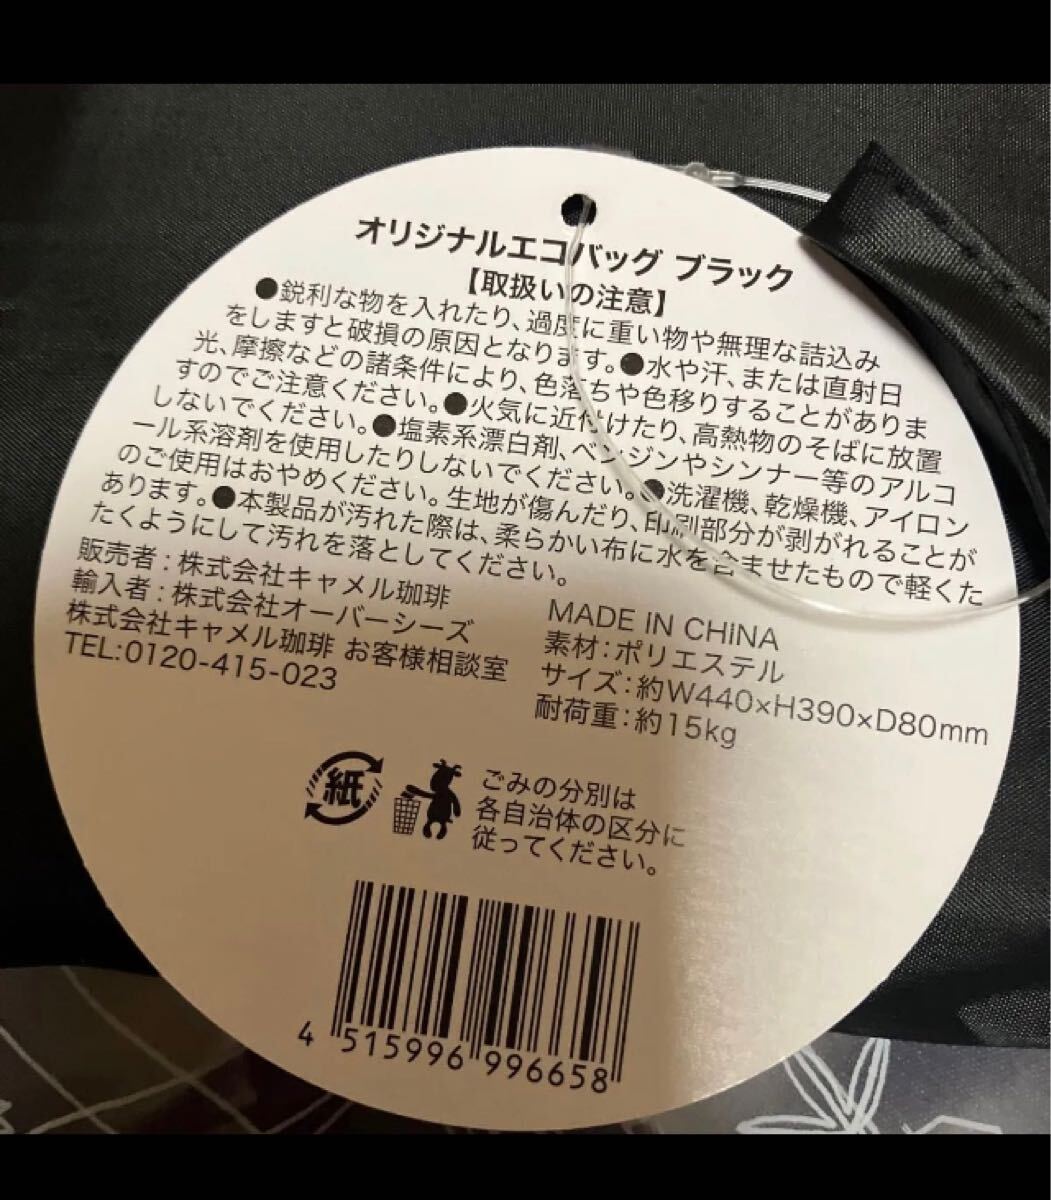 オリジナルエコバッグ ブラック
【取扱いの注意】
●鋭利な物を入れたり、過度に重い物や無理な詰込み
をしますと破損の原因となります。●水や汗、または直射日
光、摩擦などの諸条件により、色落ちや色移りすることがありま
すのでご注意ください。●火気に近付けたり、高熱物のそばに放置
しないでください。●塩素系漂白剤、ベンジンやシンナー等のアルコ
ール系溶剤を使用したりしないでください。●洗濯機、乾燥機、アイロン
のご使用はおやめください。生地が傷んだり、印刷部分が剥がれることが
あります。●本製品が汚れた際は、柔らかい布に水を含ませたもので軽くた
たくようにして汚れを落としてください。
販売者：株式会社キャメル珈琲
輸入者：株式会社オーバーシーズ
株式会社キャメル珈琲 お客様相談室
TEL:0120-415-023
MADE IN CHINA
素材：ポリエステル
サイズ：約W440×H390×D80mm
耐荷重：約15kg
紙
ごみの分別は
各自治体の区分に
従ってください。
4 515996 996658